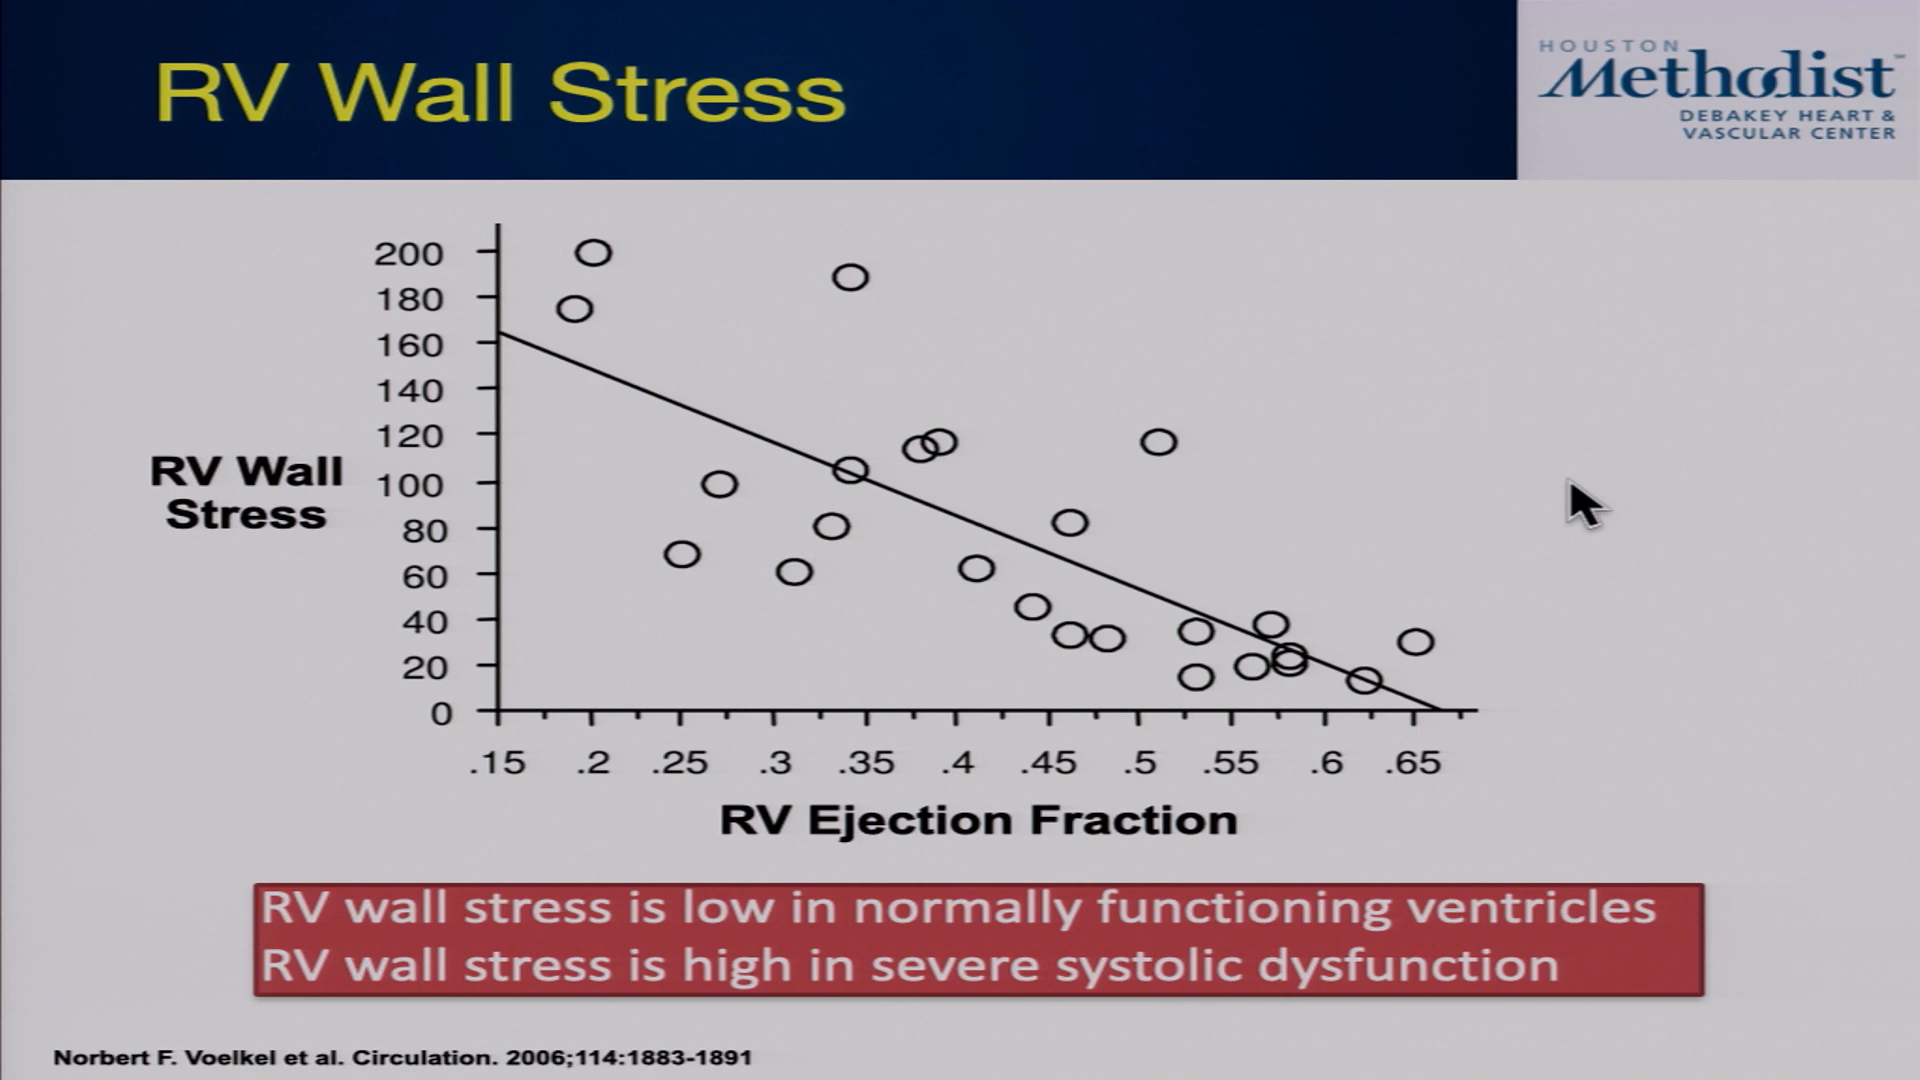 RV Wall Stress
HOUSTON
Methodist™
DEBAKEY HEART &
VASCULAR CENTER
200
180
160
140
120
100
80
60
40
20
0
RV Wall
Stress
.15 .2 .25 .3 .35 .4 .45 .5 .55 .6 .65
RV Ejection Fraction
RV wall stress is low in normally functioning ventricles
RV wall stress is high in severe systolic dysfunction
Norbert F. Voelkel et al. Circulation. 2006;114:1883-1891